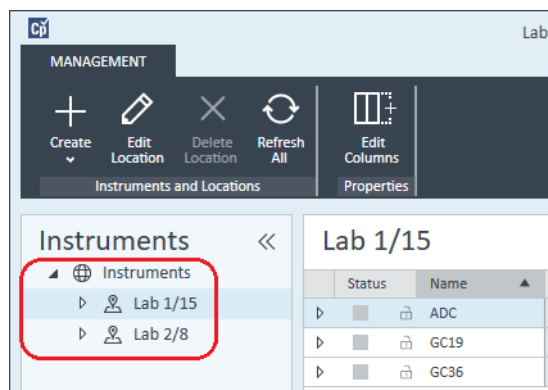 Cp
Lab
MANAGEMENT
Create
Edit
Location
Delete
Location
Refresh
All
Edit
Columns
Instruments and Locations
Properties
Instruments
Instruments
Lab 1/15
Lab 2/8
Lab 1/15
Status Name
ADC
GC19
GC36